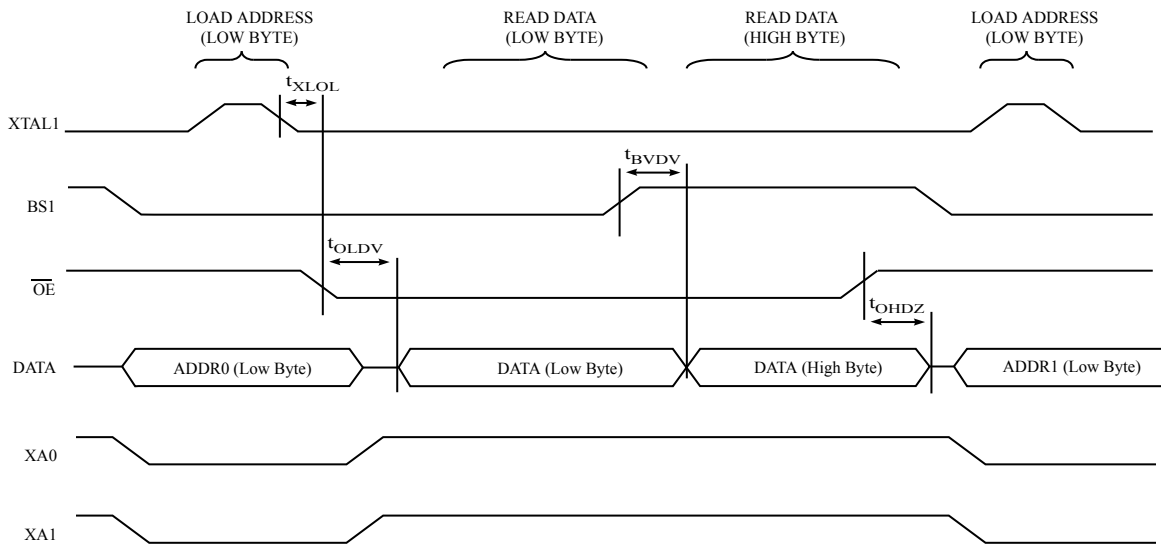 LOAD ADDRESS
(LOW BYTE)
READ DATA
(LOW BYTE)
READ DATA
(HIGH BYTE)
LOAD ADDRESS
(LOW BYTE)
tXLOL
XTAL1
tBVDV
BS1
tOLDV
OE
tOHDZ
DATA
ADDR0 (Low Byte)
DATA (Low Byte)
DATA (High Byte)
ADDR1 (Low Byte)
XA0
XA1